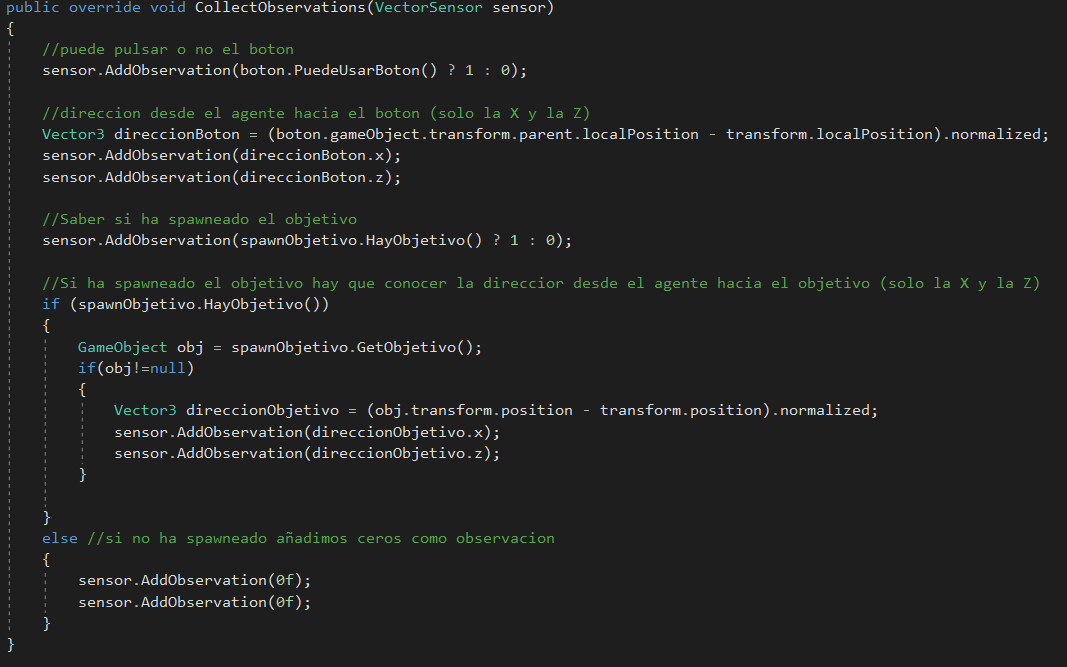 public override void CollectObservations(VectorSensor sensor)
{
//puede pulsar o no el boton
sensor.AddObservation(boton.PuedeUsarBoton() ? 1 : 0);
//direccion desde el agente hacia el boton (solo la X y la Z)
Vector3 direccionBoton = (boton.gameObject.transform.parent.localPosition - transform.localPosition).normalized;
sensor.AddObservation(direccionBoton.x);
sensor.AddObservation(direccionBoton.z);
//Saber si ha spawneado el objetivo
sensor.AddObservation(spawnObjetivo.HayObjetivo() ? 1 : 0);
//Si ha spawneado el objetivo hay que conocer la direccior desde el agente hacia el objetivo (solo la X y la Z)
if (spawnObjetivo.HayObjetivo())
{
GameObject obj = spawnObjetivo.GetObjetivo();
if(obj!=null)
{
Vector3 direccionObjetivo = (obj.transform.position - transform.position).normalized;
sensor.AddObservation(direccionObjetivo.x);
sensor.AddObservation(direccionObjetivo.z);
}
}
else //si no ha spawneado añadimos ceros como observacion
{
sensor.AddObservation(0f);
sensor.AddObservation(0f);
}
}